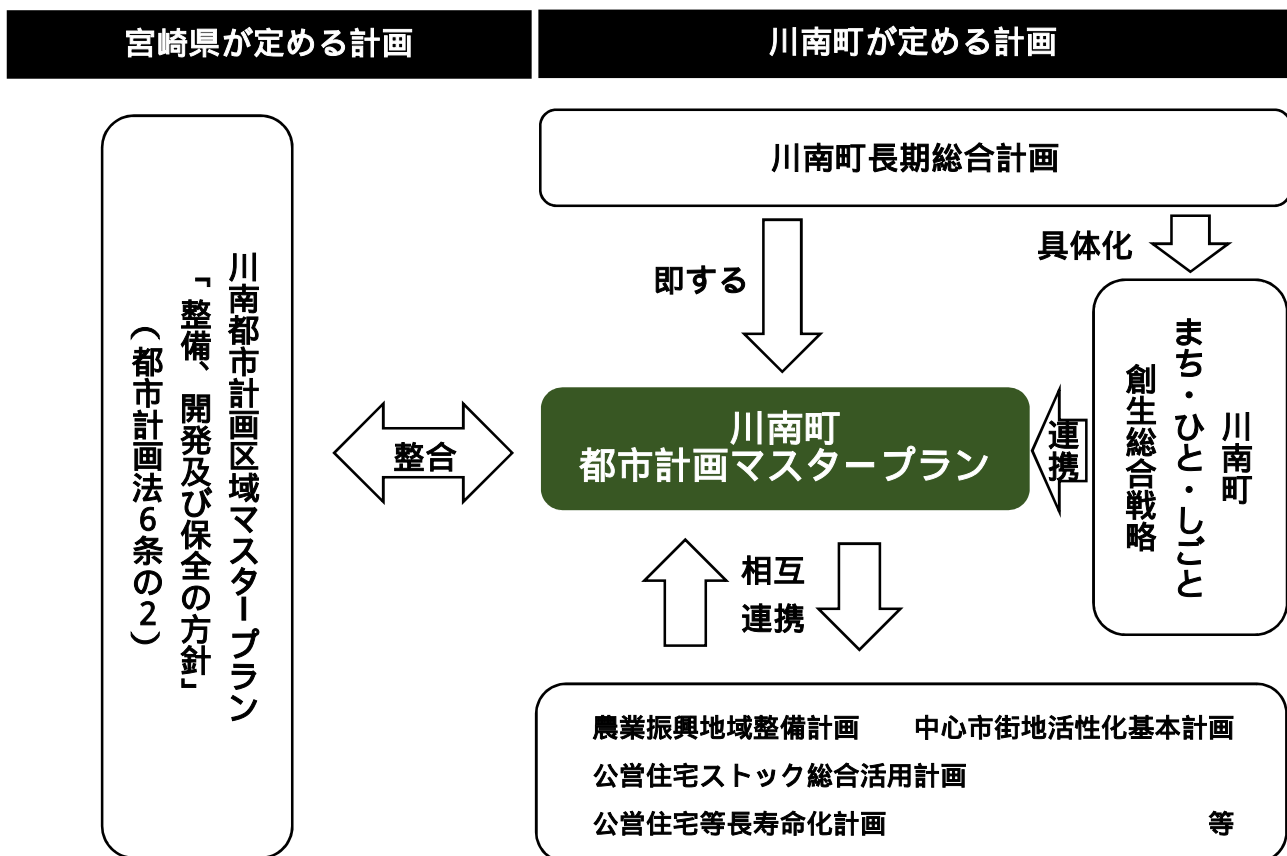 宮崎県が定める計画
川南町が定める計画
川南都市計画区域マスタープラン
「整備、開発及び保全の方針」
(都市計画法6条の2)
川南町長期総合計画
即する
具体化
川南町
まち・ひと・しごと
創生総合戦略
整合
川南町
都市計画マスタープラン
連携
相互
連携
農業振興地域整備計画 中心市街地活性化基本計画
公営住宅ストック総合活用計画
公営住宅等長寿命化計画 等